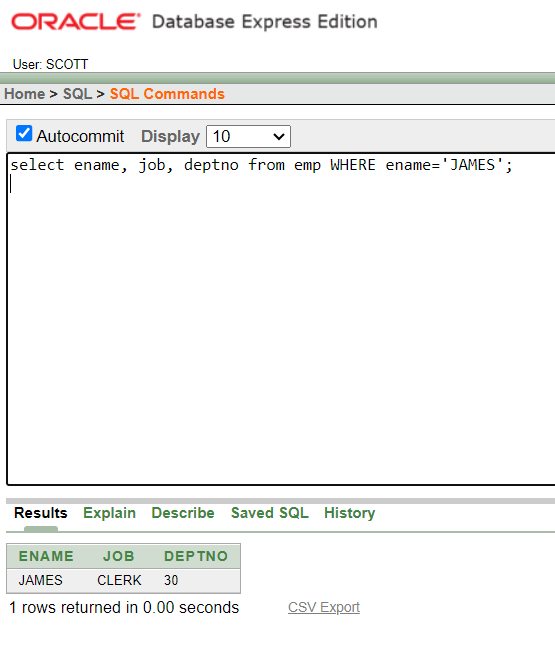 ORACLE® Database Express Edition
User: SCOTT
Home > SQL > SQL Commands
Autocommit Display 10
select ename, job, deptno from emp WHERE ename='JAMES';
Results Explain Describe Saved SQL History
ENAME JOB DEPTNO
JAMES CLERK 30
1 rows returned in 0.00 seconds CSV Export